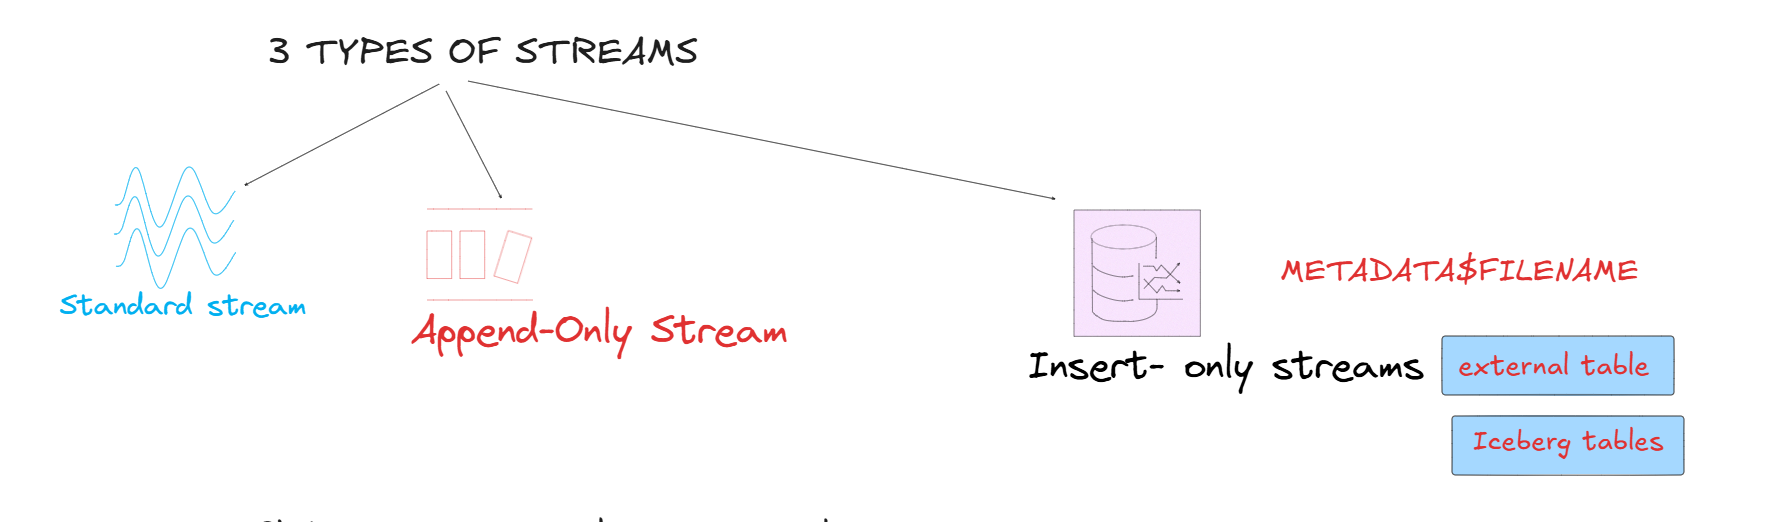 3 TYPES OF STREAMS
Standard stream
Append-Only Stream
METADATA$FILENAME
Insert- only streams
external table
Iceberg tables